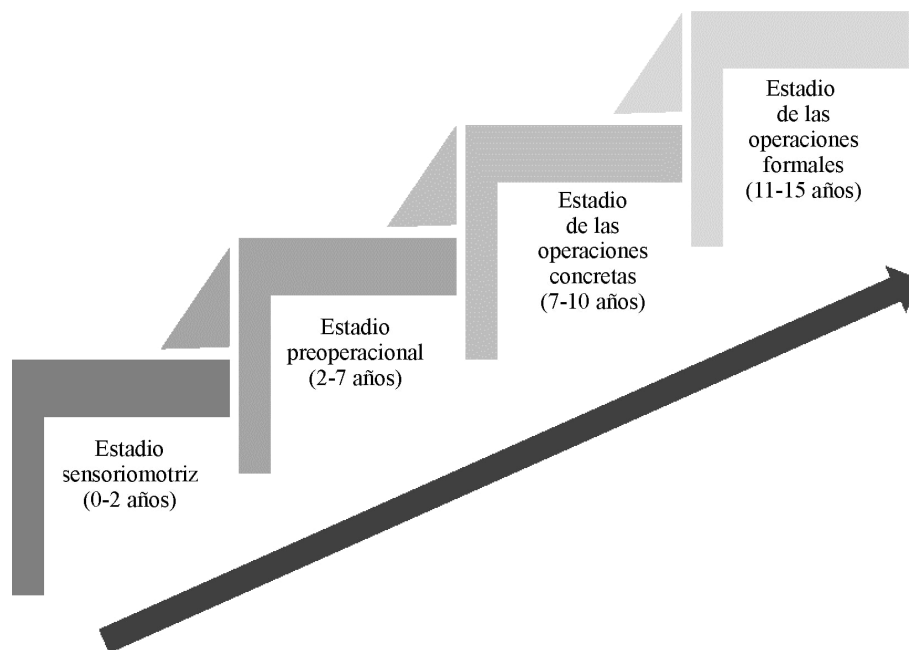 Estadio
sensoriomotriz
(0-2 años)
Estadio
preoperacional
(2-7 años)
Estadio
de las
operaciones
concretas
(7-10 años)
Estadio
de las
operaciones
formales
(11-15 años)